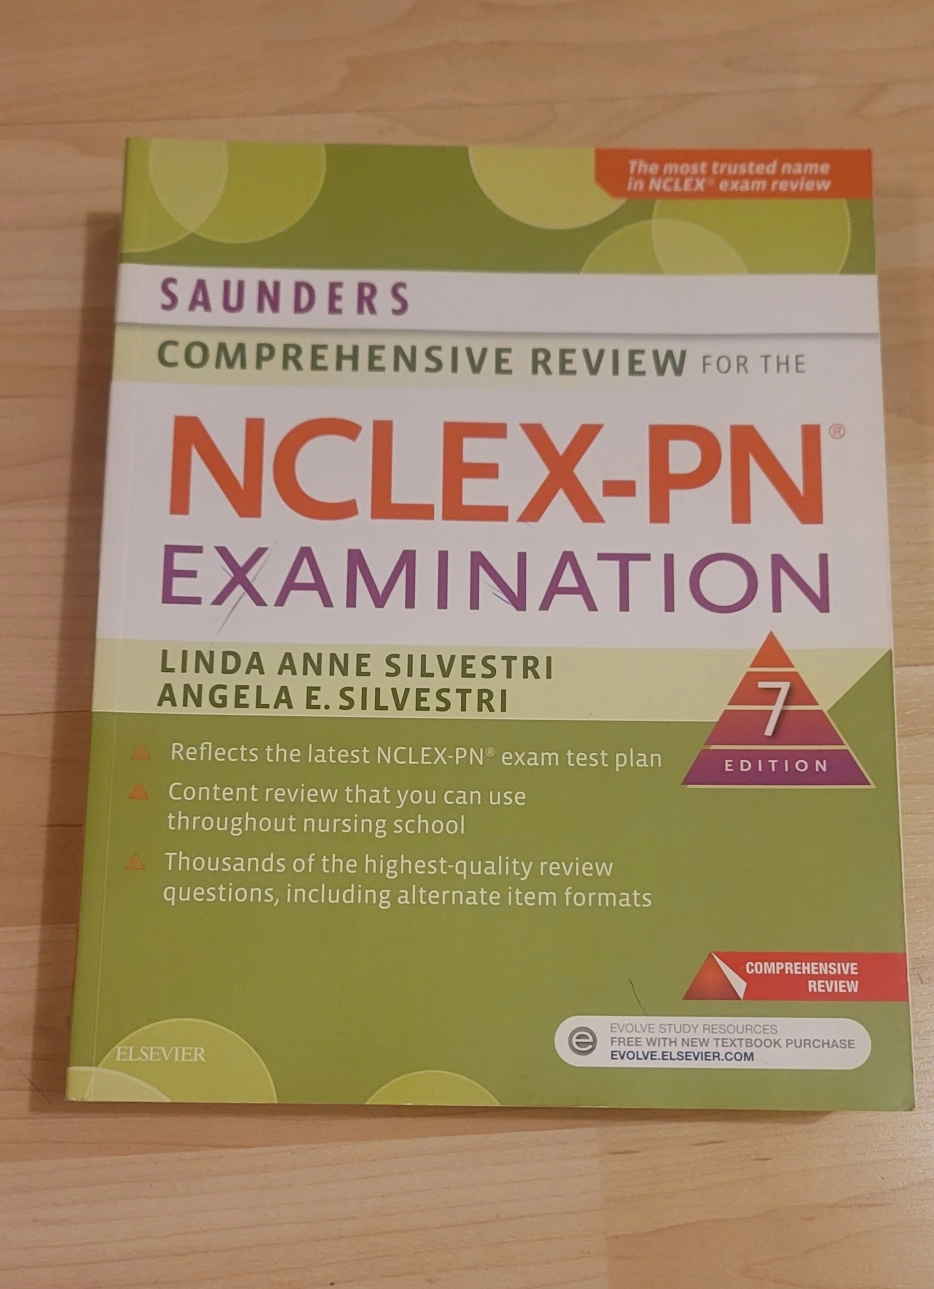 The most trusted name
in NCLEX® exam review
SAUNDERS
COMPREHENSIVE REVIEW FOR THE
NCLEX-PN®
EXAMINATION
LINDA ANNE SILVESTRI
ANGELA E. SILVESTRI
7
EDITION
Reflects the latest NCLEX-PN® exam test plan
Content review that you can use
throughout nursing school
Thousands of the highest-quality review
questions, including alternate item formats
COMPREHENSIVE
REVIEW
e
EVOLVE STUDY RESOURCES
FREE WITH NEW TEXTBOOK PURCHASE
EVOLVE.ELSEVIER.COM
ELSEVIER